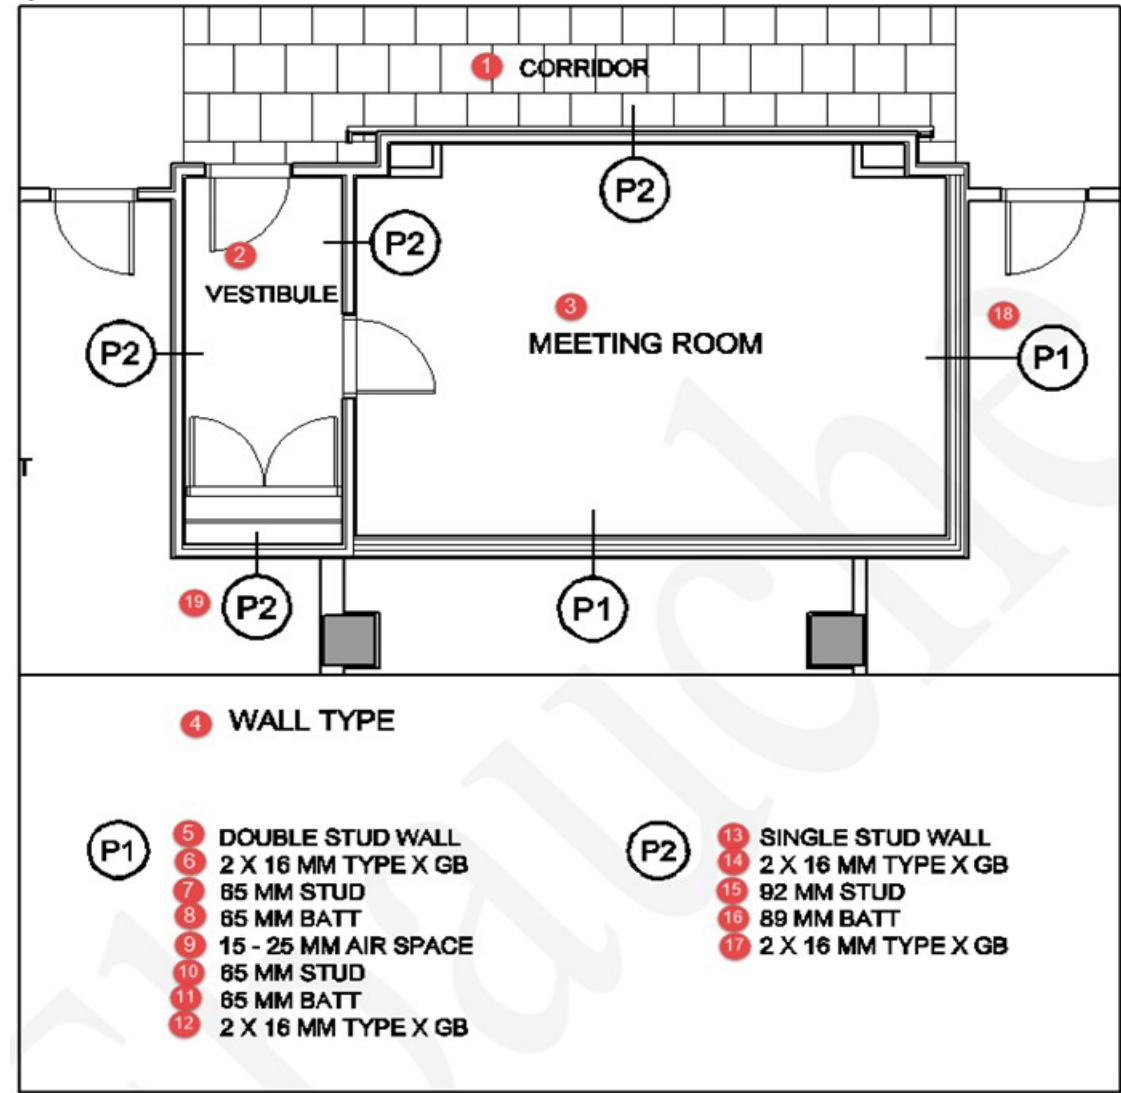 1 CORRIDOR
P2
P2
2
VESTIBULE
3
MEETING ROOM
18
P2
P1
T
19
P2
P1
4 WALL TYPE
P1
5 DOUBLE STUD WALL
6 2 X 16 MM TYPE X GB
7 65 MM STUD
8 65 MM BATT
9 15 - 25 MM AIR SPACE
10 65 MM STUD
11 65 MM BATT
12 2 X 16 MM TYPE X GB
P2
13 SINGLE STUD WALL
14 2 X 16 MM TYPE X GB
15 92 MM STUD
16 89 MM BATT
17 2 X 16 MM TYPE X GB